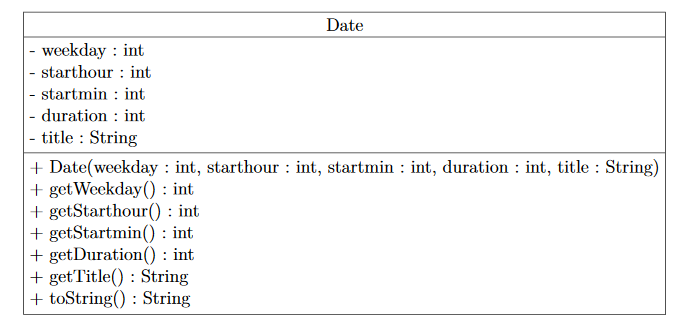 Date
- weekday : int
- starthour : int
- startmin : int
- duration : int
- title : String
+ Date(weekday : int, starthour : int, startmin : int, duration : int, title : String)
+ getWeekday() : int
+ getStarthour() : int
+ getStartmin() : int
+ getDuration() : int
+ getTitle() : String
+ toString() : String